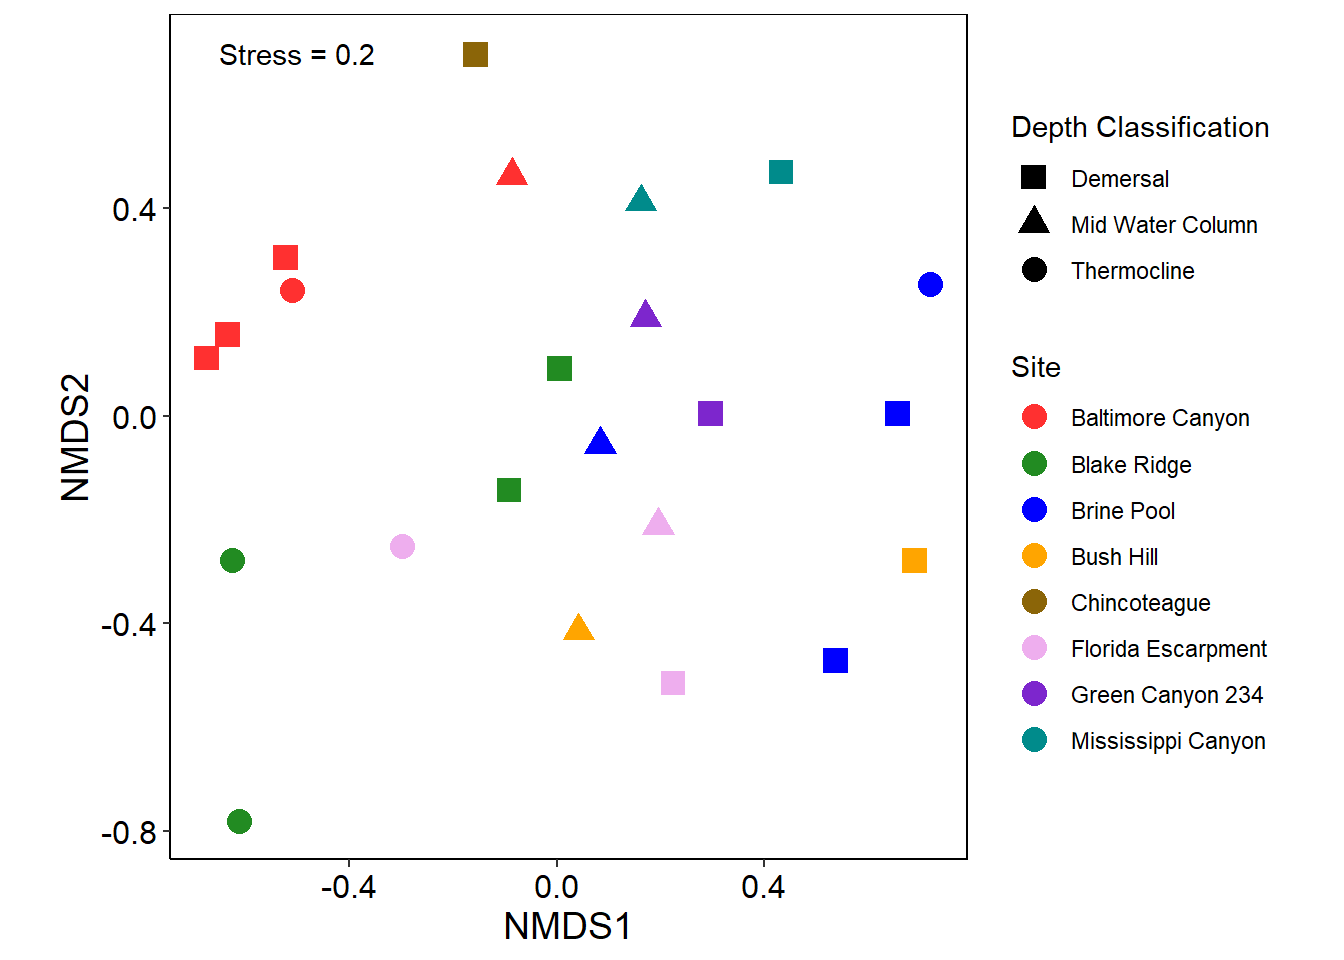 Stress = 0.2
0.4
0.0
-0.4
-0.8
NMDS2
-0.4
0.0
0.4
NMDS1
Depth Classification
Demersal
Mid Water Column
Thermocline
Site
Baltimore Canyon
Blake Ridge
Brine Pool
Bush Hill
Chincoteague
Florida Escarpment
Green Canyon 234
Mississippi Canyon